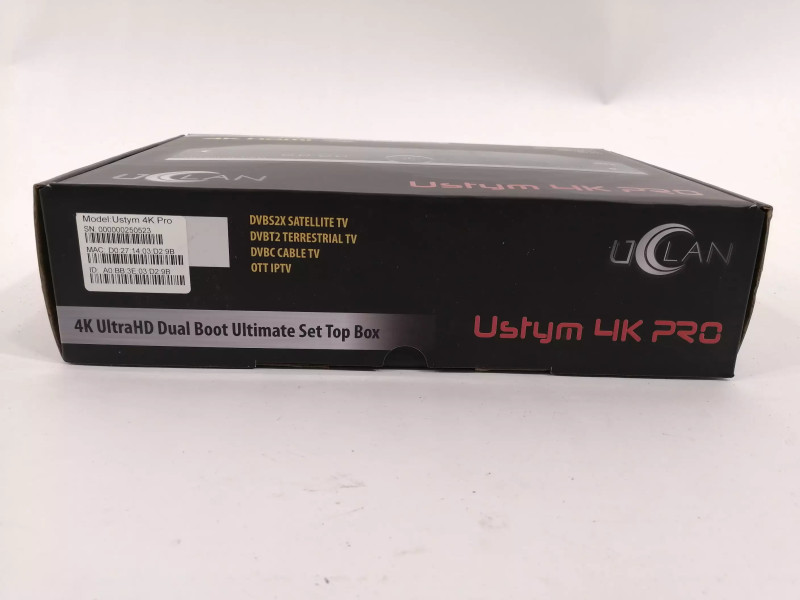 UCLAN
Ustym 4K PRO
Model:Ustym 4K Pro
SN: 000000250523
MAC: D0:27:14:03:D2:9B
ID: A0:BB:3E:03:D2:9B
DVBS2X SATELLITE TV
DVBT2 TERRESTRIAL TV
DVBC CABLE TV
OTT IPTV
UCLAN
4K UltraHD Dual Boot Ultimate Set Top Box
Ustym 4K PRO